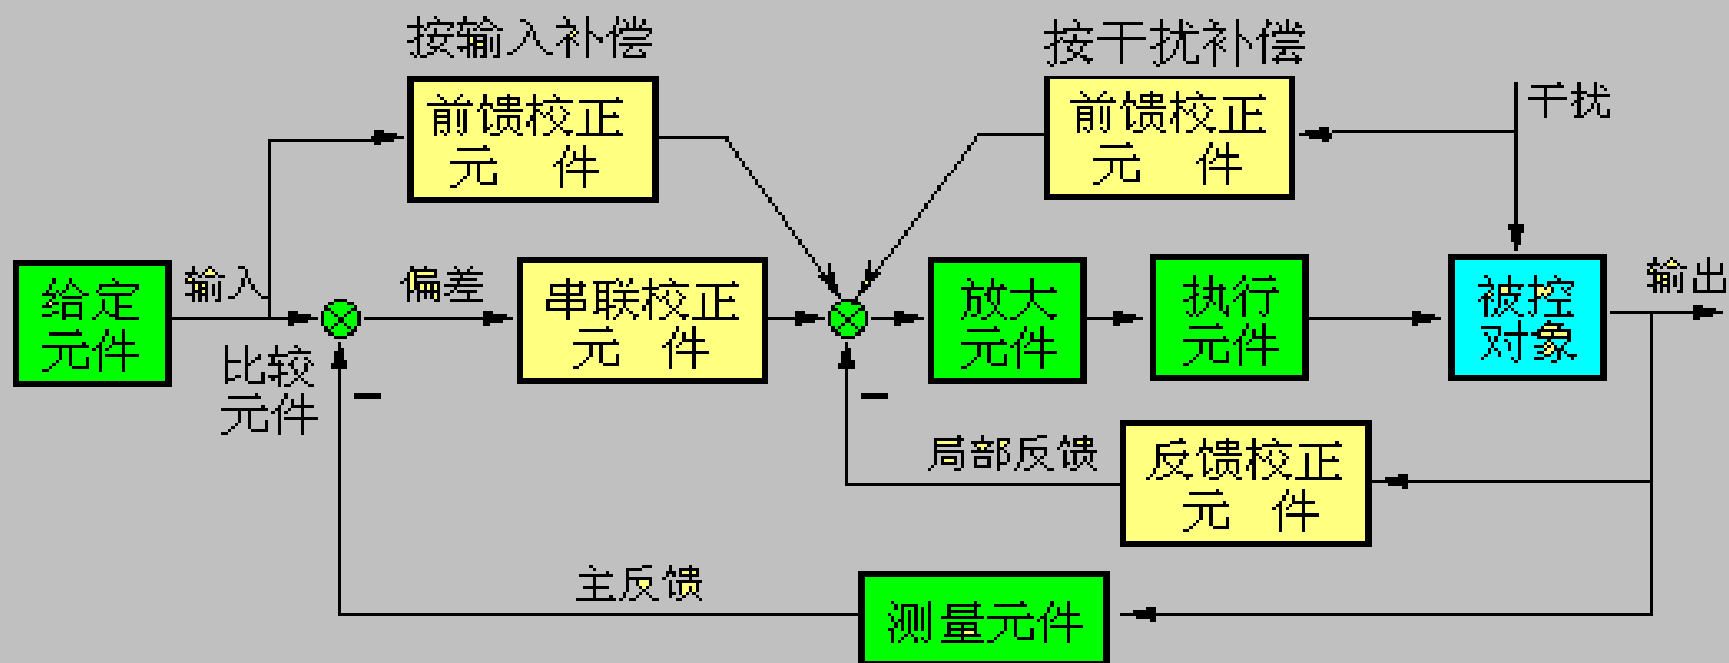 按输入补偿
按干扰补偿
前馈校正
元 件
前馈校正
元 件
干扰
给定
元件
输入
比较
元件
偏差
串联校正
元 件
放大
元件
执行
元件
被控
对象
输出
局部反馈
反馈校正
元 件
主反馈
测量元件